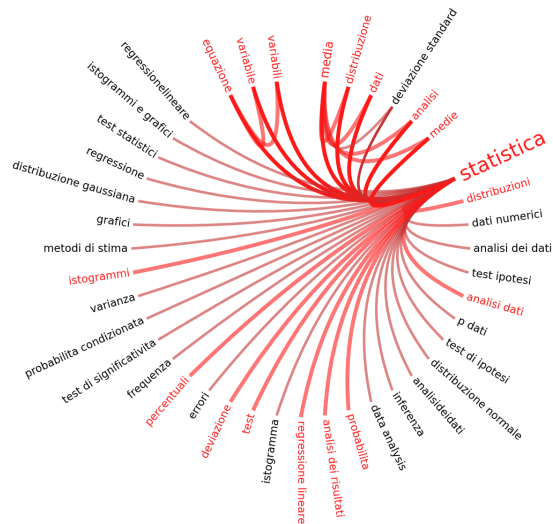 statistica
distribuzioni
dati numerici
analisi dei dati
test ipotesi
analisi dati
p dati
test di ipotesi
distribuzione normale
analisideidati
inferenza
data analysis
probabilita
analisi dei risultati
regressione lineare
istogramma
test
deviazione
errori
percentuali
frequenza
test di significativita
probabilita condizionata
varianza
istogrammi
metodi di stima
grafici
distribuzione gaussiana
regressione
test statistici
istogrammi e grafici
regressionelineare
equazione
variabile
variabili
media
distribuzione
dati
deviazione standard
analisi
medie